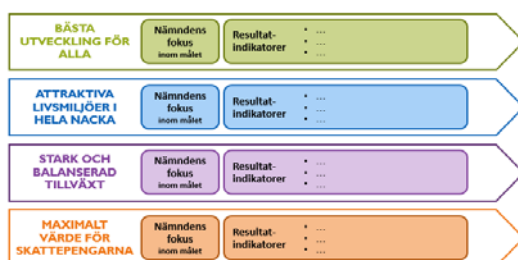 BÄSTA
UTVECKLING FÖR
ALLA
Nämndens
fokus
inom målet
Resultat-
indikatorer
• ...
• ...
• ...
ATTRAKTIVA
LIVSMILJÖER I
HELA NACKA
Nämndens
fokus
inom målet
Resultat-
indikatorer
• ...
• ...
• ...
STARK OCH
BALANSERAD
TILLVÄXT
Nämndens
fokus
inom målet
Resultat-
indikatorer
• ...
• ...
• ...
MAXIMALT
VÄRDE FÖR
SKATTEPENGARNA
Nämndens
fokus
inom målet
Resultat-
indikatorer
• ...
• ...
• ...